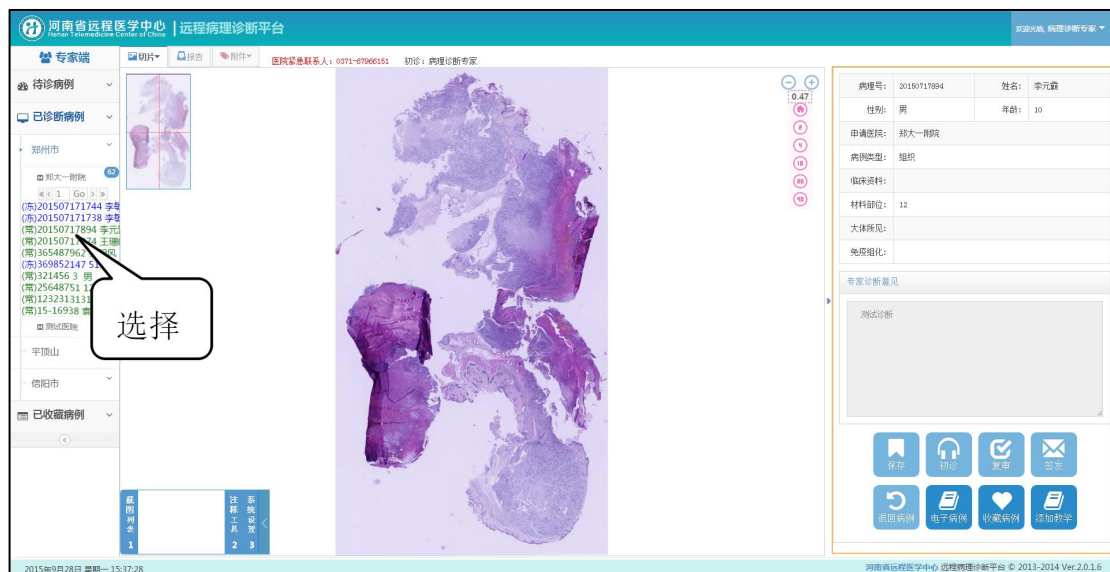 河南省远程医学中心 | 远程病理诊断平台
Henan Telemedicine Center of China
欢迎光临, 病理诊断专家
专家端
切片
报告
附件
医院紧急联系人：0371-67966151
初诊：病理诊断专家
待诊病例
已诊断病例
郑州市
郑大一附院 62
« ‹ 1 Go › »
(冻)201507171744 李敏
(冻)201507171738 李敏
(常)20150717894 李元
(常)2015071
(常)365487962
(冻)369852147
(常)321456 3 男
(常)25648751
(常)123231313
(常)15-16938
测试医院
选择
平顶山
信阳市
已收藏病例
0.47
2
4
10
20
40
截图列表 1
注释工具 2
系统设置 3
病理号： 20150717894 姓名： 李元霸
性别： 男 年龄： 10
申请医院： 郑大一附院
病例类型： 组织
临床资料：
材料部位： 12
大体所见：
免疫组化：
专家诊断意见
测试诊断
保存 初诊 复审 签发
退回病例 电子病例 收藏病例 添加教学
2015年9月28日 星期一 15:37:28
河南省远程医学中心 远程病理诊断平台 © 2013-2014 Ver.2.0.1.6